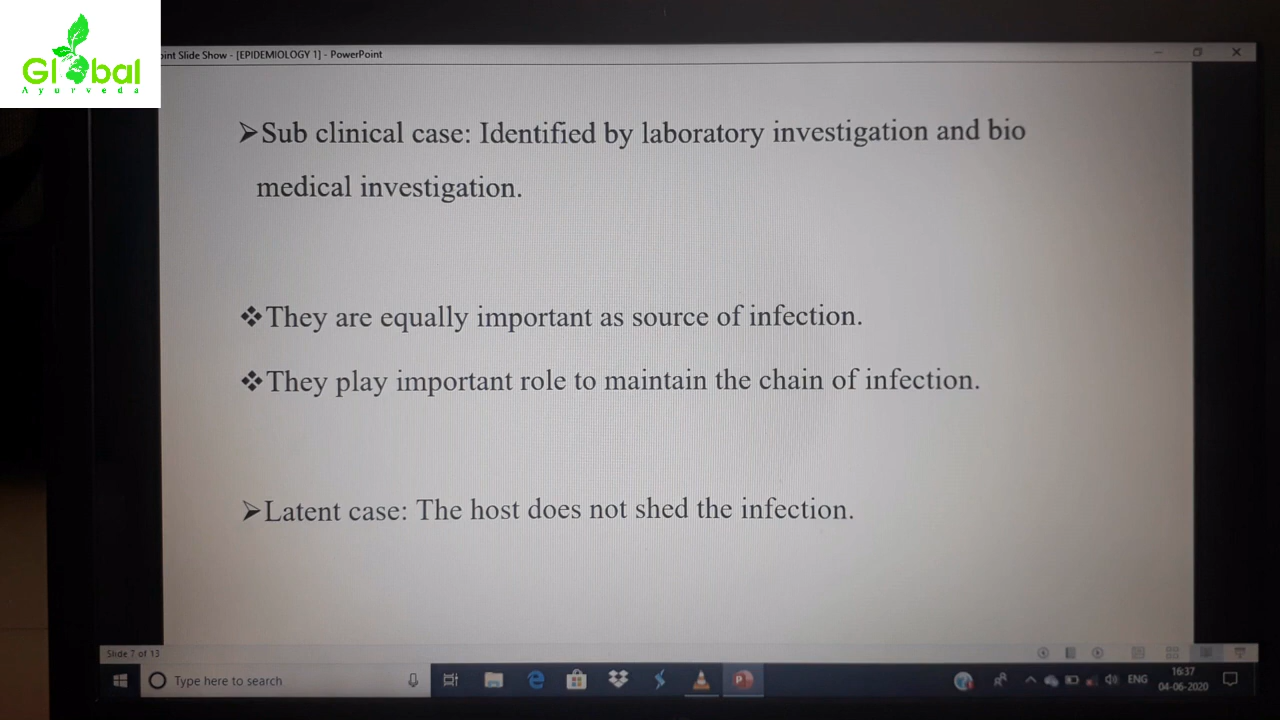 Global
Ayurveda
int Slide Show - [EPIDEMIOLOGY 1] - PowerPoint
➢Sub clinical case: Identified by laboratory investigation and bio
medical investigation.
❖They are equally important as source of infection.
❖They play important role to maintain the chain of infection.
➢Latent case: The host does not shed the infection.
Slide 7 of 13
Type here to search
ENG
16:37
04-06-2020